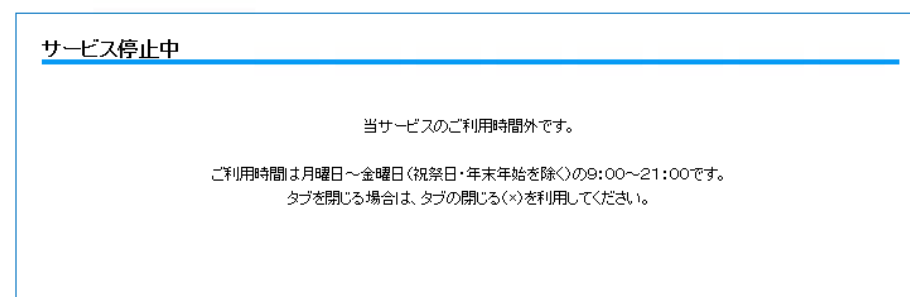 サービス停止中
当サービスのご利用時間外です。
ご利用時間は月曜日～金曜日(祝祭日・年末年始を除く)の9:00～21:00です。
タブを閉じる場合は、タブの閉じる(×)を利用してください。